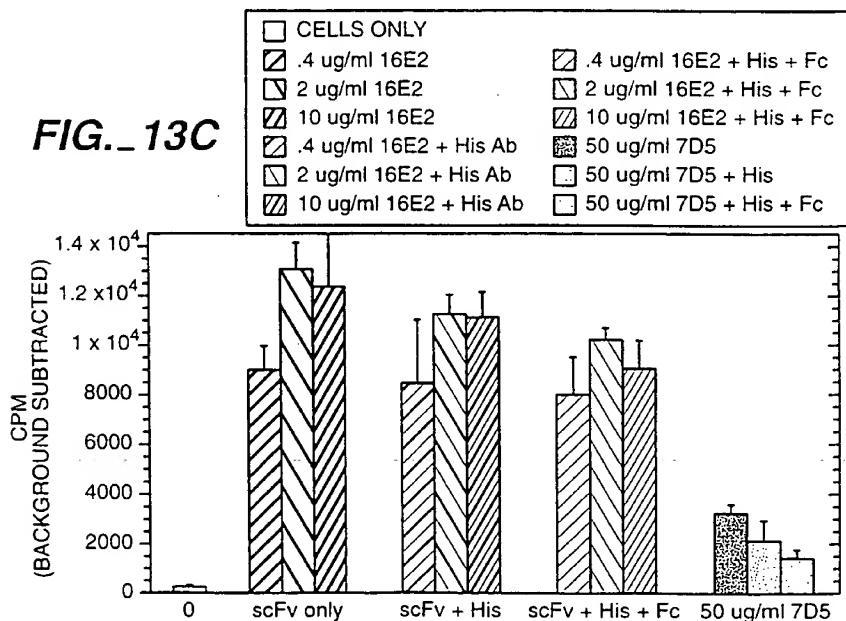 FIG._13C
CELLS ONLY
.4 ug/ml 16E2
2 ug/ml 16E2
10 ug/ml 16E2
.4 ug/ml 16E2 + His Ab
2 ug/ml 16E2 + His Ab
10 ug/ml 16E2 + His Ab
.4 ug/ml 16E2 + His + Fc
2 ug/ml 16E2 + His + Fc
10 ug/ml 16E2 + His + Fc
50 ug/ml 7D5
50 ug/ml 7D5 + His
50 ug/ml 7D5 + His + Fc
CPM
(BACKGROUND SUBTRACTED)
1.4 x 10⁴
1.2 x 10⁴
1 x 10⁴
8000
6000
4000
2000
0
0
scFv only
scFv + His
scFv + His + Fc
50 ug/ml 7D5